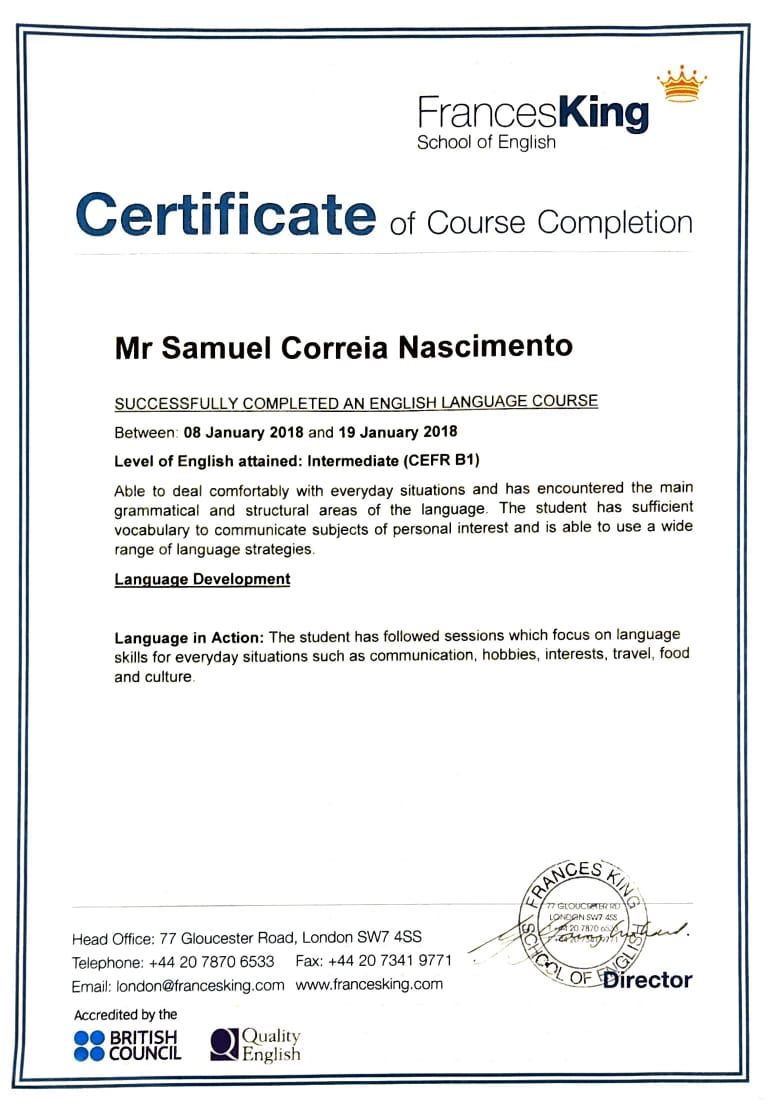 FrancesKing
School of English
Certificate of Course Completion
Mr Samuel Correia Nascimento
SUCCESSFULLY COMPLETED AN ENGLISH LANGUAGE COURSE
Between: 08 January 2018 and 19 January 2018
Level of English attained: Intermediate (CEFR B1)
Able to deal comfortably with everyday situations and has encountered the main
grammatical and structural areas of the language. The student has sufficient
vocabulary to communicate subjects of personal interest and is able to use a wide
range of language strategies.
Language Development
Language in Action: The student has followed sessions which focus on language
skills for everyday situations such as communication, hobbies, interests, travel, food
and culture.
FRANCES KING
77 GLOUCESTER RD
LONDON SW7 4SS
SCHOOL OF ENGLISH
Head Office: 77 Gloucester Road, London SW7 4SS
Telephone: +44 20 7870 6533 Fax: +44 20 7341 9771
Email: london@francesking.com www.francesking.com
Director
Accredited by the
BRITISH
COUNCIL
Quality
English